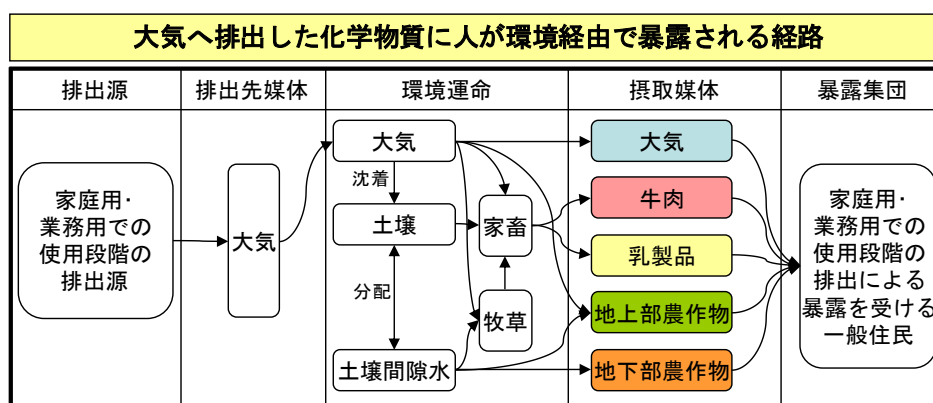 大気へ排出した化学物質に人が環境経由で暴露される経路
排出源
排出先媒体
環境運命
摂取媒体
暴露集団
家庭用・
業務用での
使用段階の
排出源
大気
大気
沈着
土壌
分配
土壌間隙水
家畜
牧草
大気
牛肉
乳製品
地上部農作物
地下部農作物
家庭用・
業務用での
使用段階の
排出による
暴露を受ける
一般住民